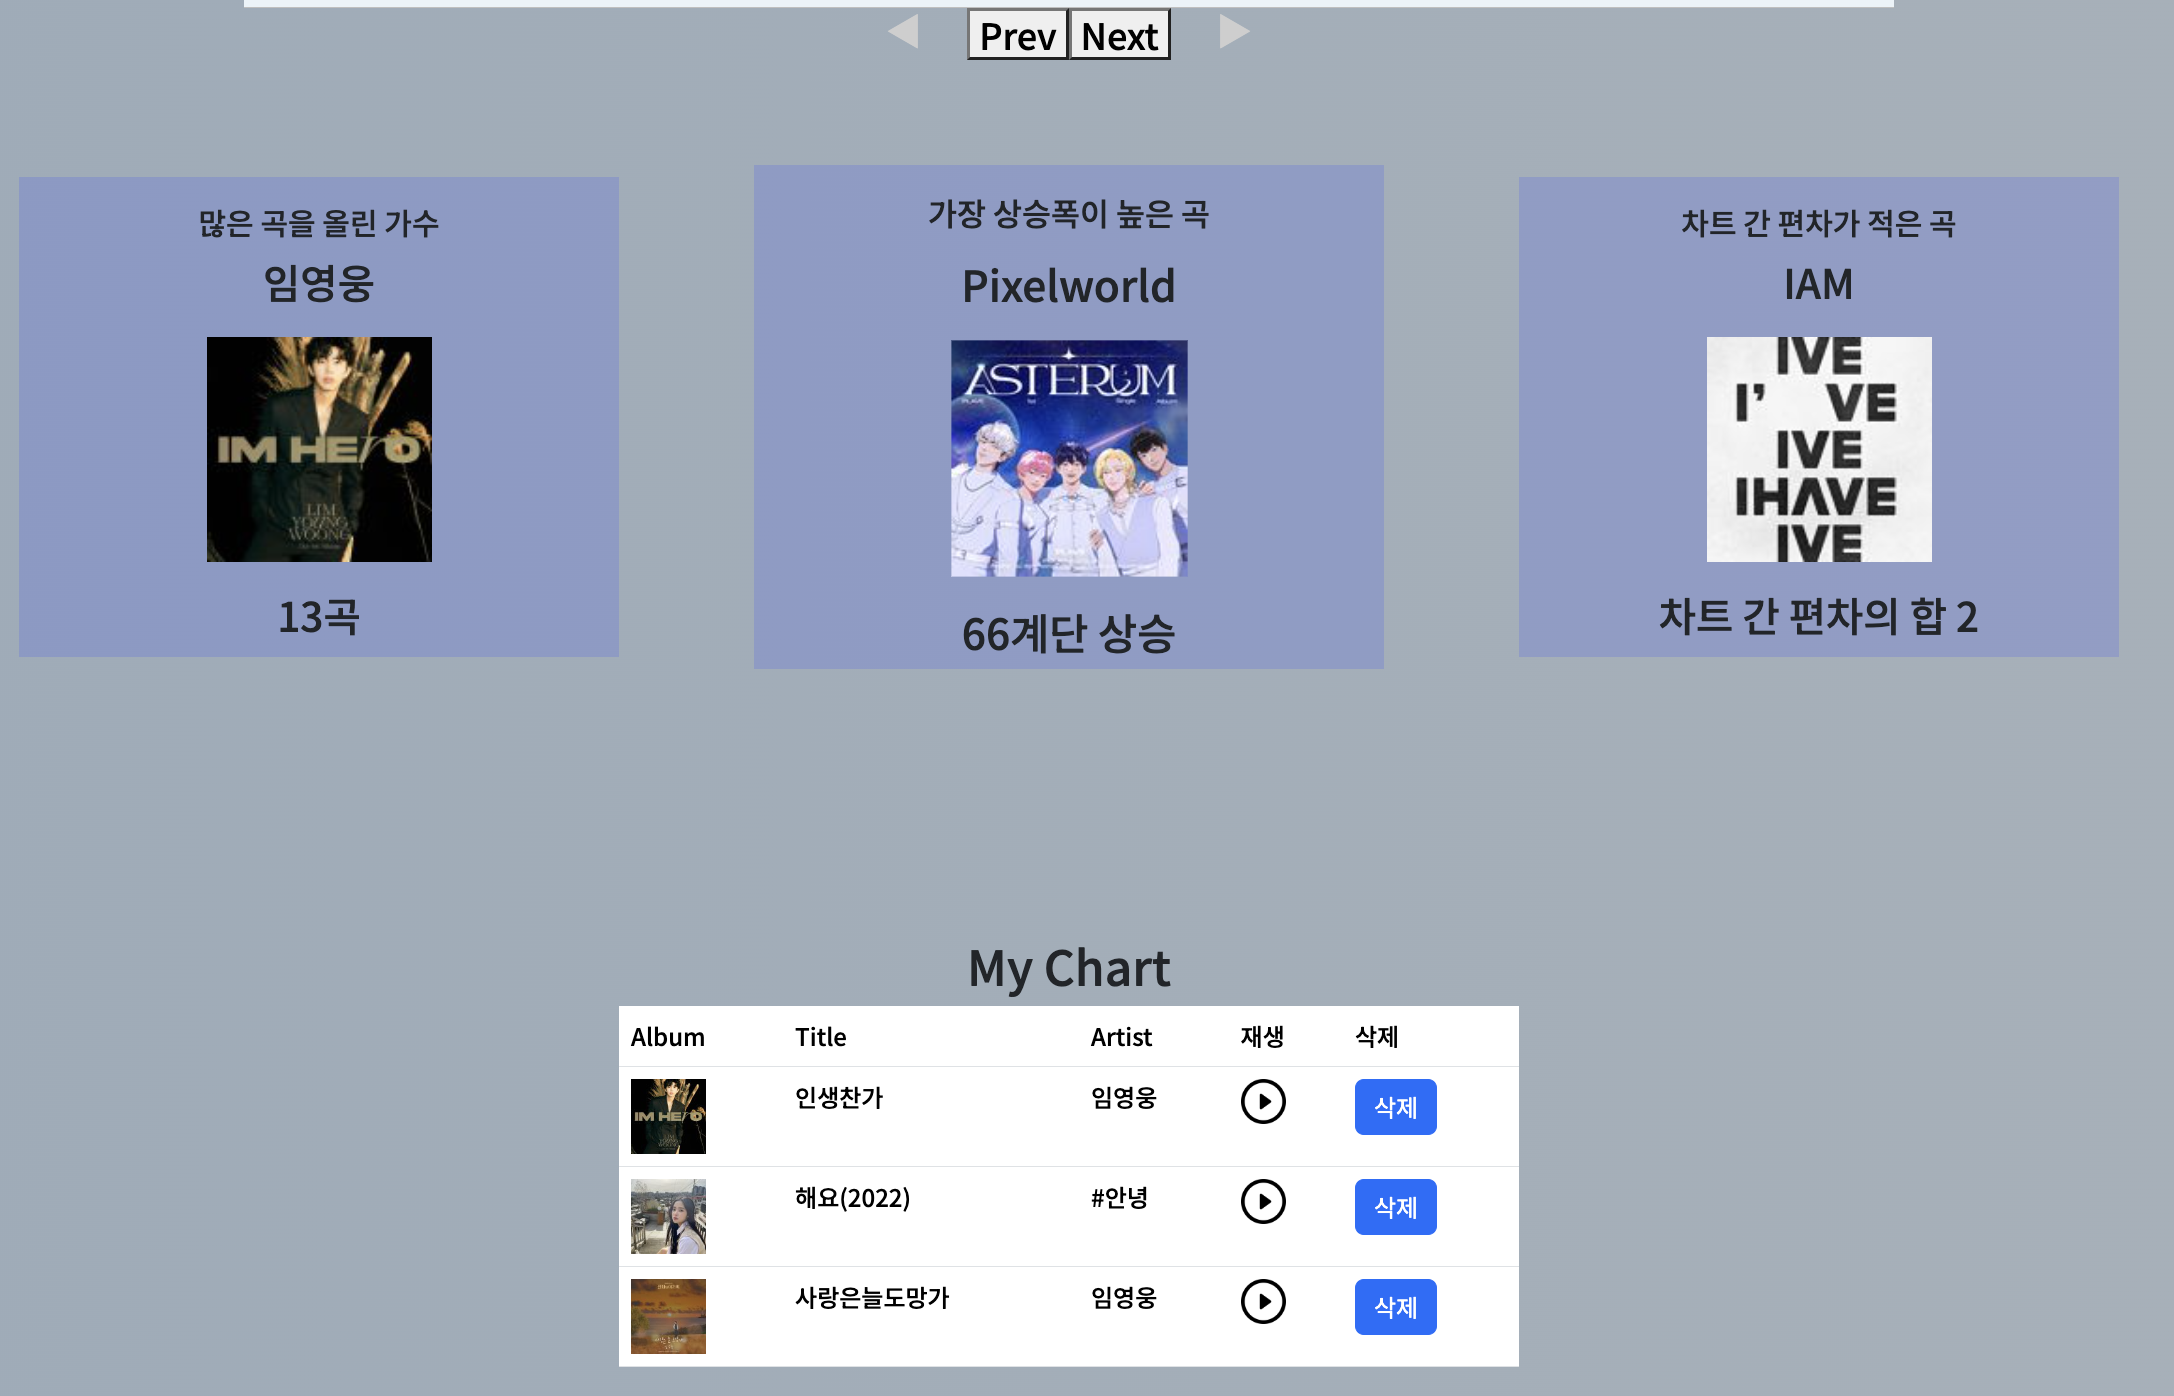 Prev Next
많은 곡을 올린 가수
임영웅
IM HERO
LIM
YOUNG
WOONG
13곡
가장 상승폭이 높은 곡
Pixelworld
ASTERUM
PLAVE 1st Single Album
66계단 상승
차트 간 편차가 적은 곡
IAM
IVE
I' VE
IVE
IHAVE
IVE
차트 간 편차의 합 2
My Chart
Album Title Artist 재생 삭제
IM HERO
인생찬가 임영웅 삭제
해요(2022) #안녕 삭제
사랑은늘도망가 임영웅 삭제